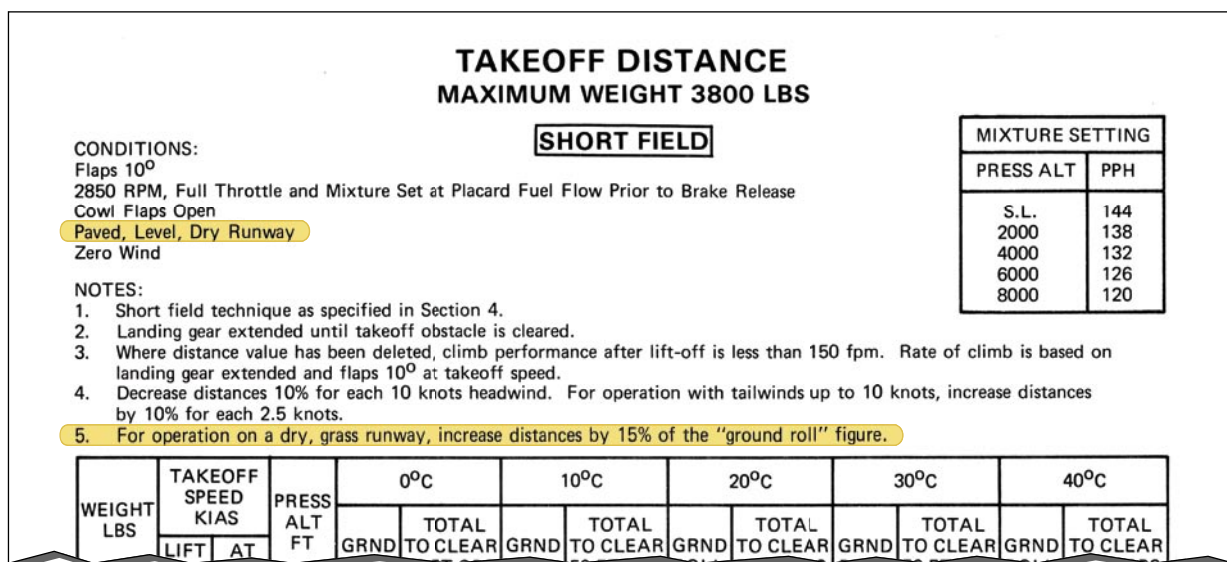 TAKEOFF DISTANCE
MAXIMUM WEIGHT 3800 LBS
SHORT FIELD
CONDITIONS:
Flaps 10⁰
2850 RPM, Full Throttle and Mixture Set at Placard Fuel Flow Prior to Brake Release
Cowl Flaps Open
Paved, Level, Dry Runway
Zero Wind
MIXTURE SETTING
PRESS ALT PPH
S.L. 144
2000 138
4000 132
6000 126
8000 120
NOTES:
1. Short field technique as specified in Section 4.
2. Landing gear extended until takeoff obstacle is cleared.
3. Where distance value has been deleted, climb performance after lift-off is less than 150 fpm. Rate of climb is based on
landing gear extended and flaps 10⁰ at takeoff speed.
4. Decrease distances 10% for each 10 knots headwind. For operation with tailwinds up to 10 knots, increase distances
by 10% for each 2.5 knots.
5. For operation on a dry, grass runway, increase distances by 15% of the "ground roll" figure.
WEIGHT
LBS
TAKEOFF
SPEED
KIAS
LIFT AT
PRESS
ALT
FT
0⁰C 10⁰C 20⁰C 30⁰C 40⁰C
TOTAL TOTAL TOTAL TOTAL TOTAL
GRND TO CLEAR GRND TO CLEAR GRND TO CLEAR GRND TO CLEAR GRND TO CLEAR